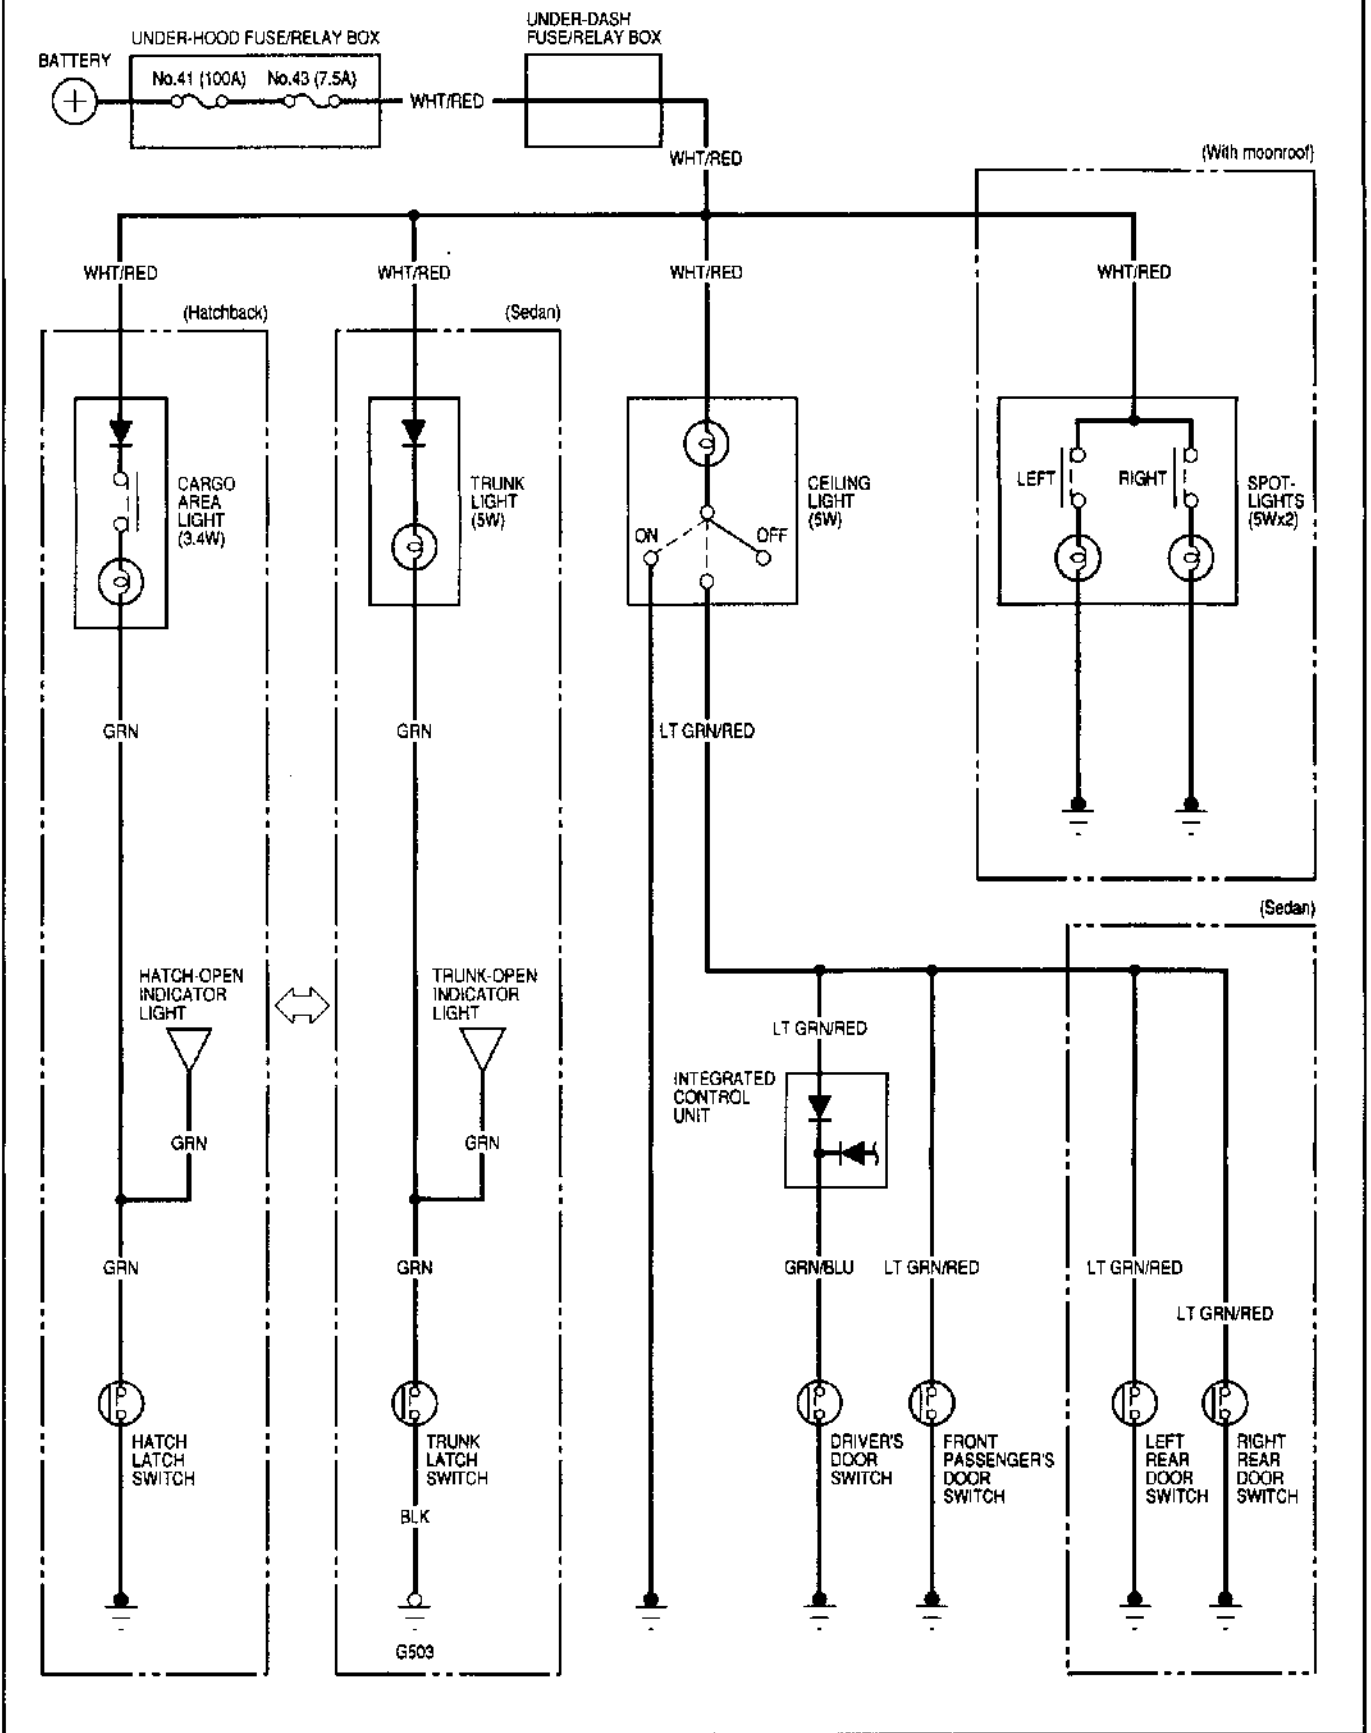 UNDER-HOOD FUSE/RELAY BOX
UNDER-DASH
FUSE/RELAY BOX
BATTERY
No.41 (100A)
No.43 (7.5A)
WHT/RED
WHT/RED
(With moonroof)
WHT/RED
WHT/RED
WHT/RED
WHT/RED
(Hatchback)
(Sedan)
CARGO
AREA
LIGHT
(3.4W)
TRUNK
LIGHT
(5W)
ON
OFF
CEILING
LIGHT
(5W)
LEFT
RIGHT
SPOT-
LIGHTS
(5Wx2)
GRN
GRN
LT GRN/RED
(Sedan)
HATCH-OPEN
INDICATOR
LIGHT
TRUNK-OPEN
INDICATOR
LIGHT
LT GRN/RED
INTEGRATED
CONTROL
UNIT
GRN
GRN
GRN
GRN
GRN/BLU
LT GRN/RED
LT GRN/RED
LT GRN/RED
HATCH
LATCH
SWITCH
TRUNK
LATCH
SWITCH
DRIVER'S
DOOR
SWITCH
FRONT
PASSENGER'S
DOOR
SWITCH
LEFT
REAR
DOOR
SWITCH
RIGHT
REAR
DOOR
SWITCH
BLK
G503